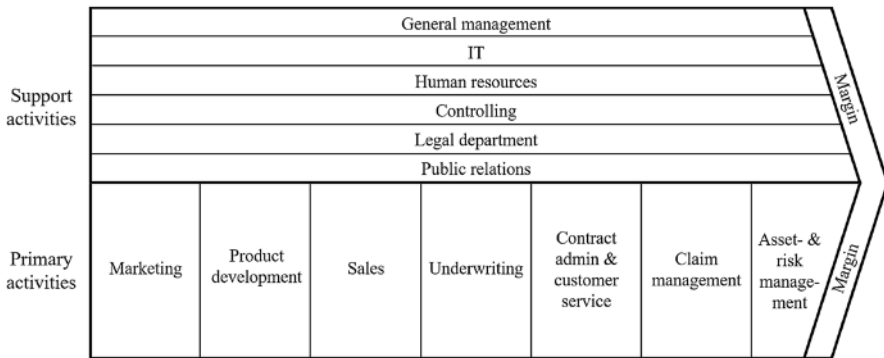 General management
IT
Human resources
Controlling
Legal department
Public relations
Support
activities
Margin
Primary
activities
Marketing
Product
development
Sales
Underwriting
Contract
admin &
customer
service
Claim
management
Asset- &
risk
manage-
ment
Margin